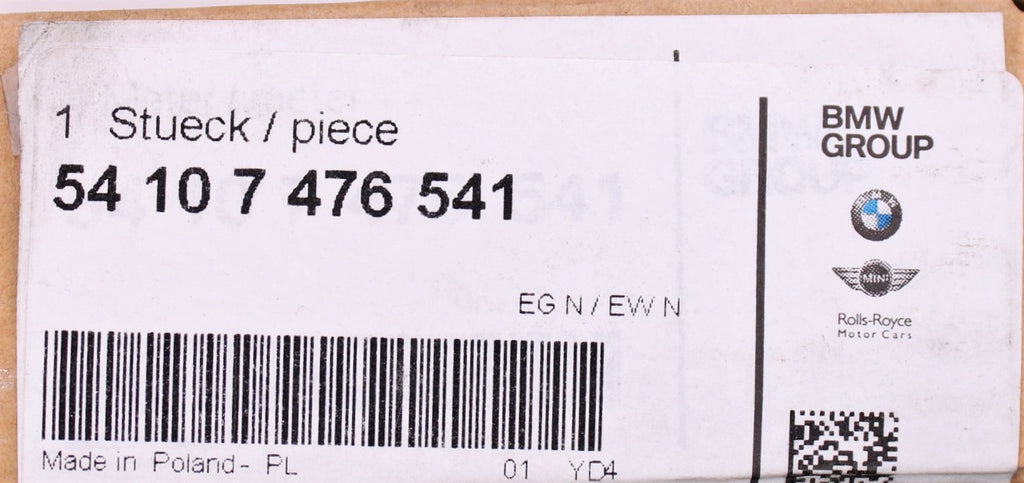 1 Stueck / piece
54 10 7 476 541
EG N / EW N
Made in Poland - PL 01 YD4
BMW
GROUP
MINI
Rolls-Royce
Motor Cars